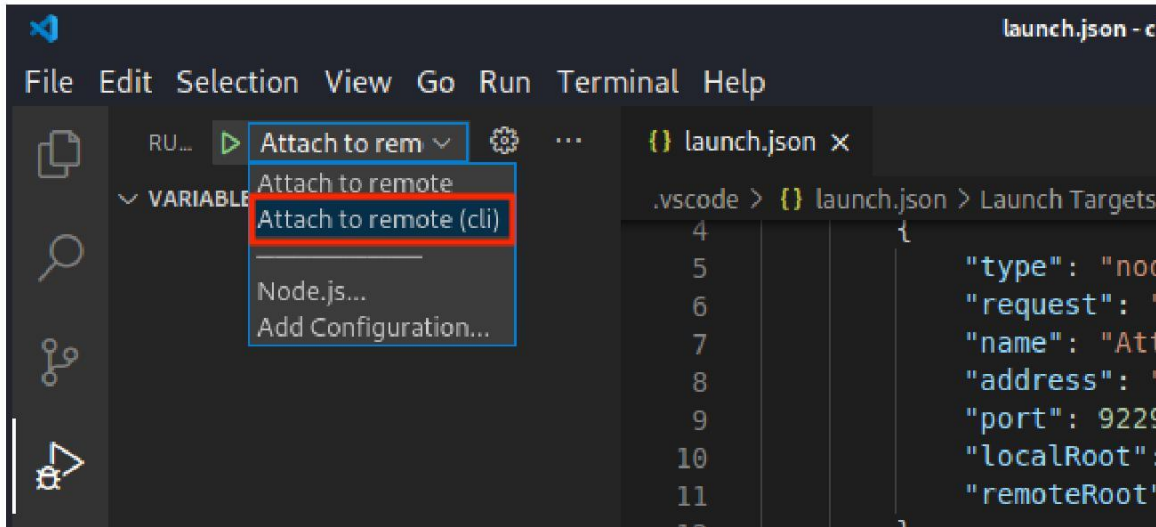 launch.json - c
File Edit Selection View Go Run Terminal Help
RU... Attach to rem
Attach to remote
Attach to remote (cli)
Node.js...
Add Configuration...
VARIABLE
{} launch.json ×
.vscode > {} launch.json > Launch Targets
4 {
5 "type": "noc
6 "request": "
7 "name": "Att
8 "address": "
9 "port": 9229
10 "localRoot":
11 "remoteRoot"